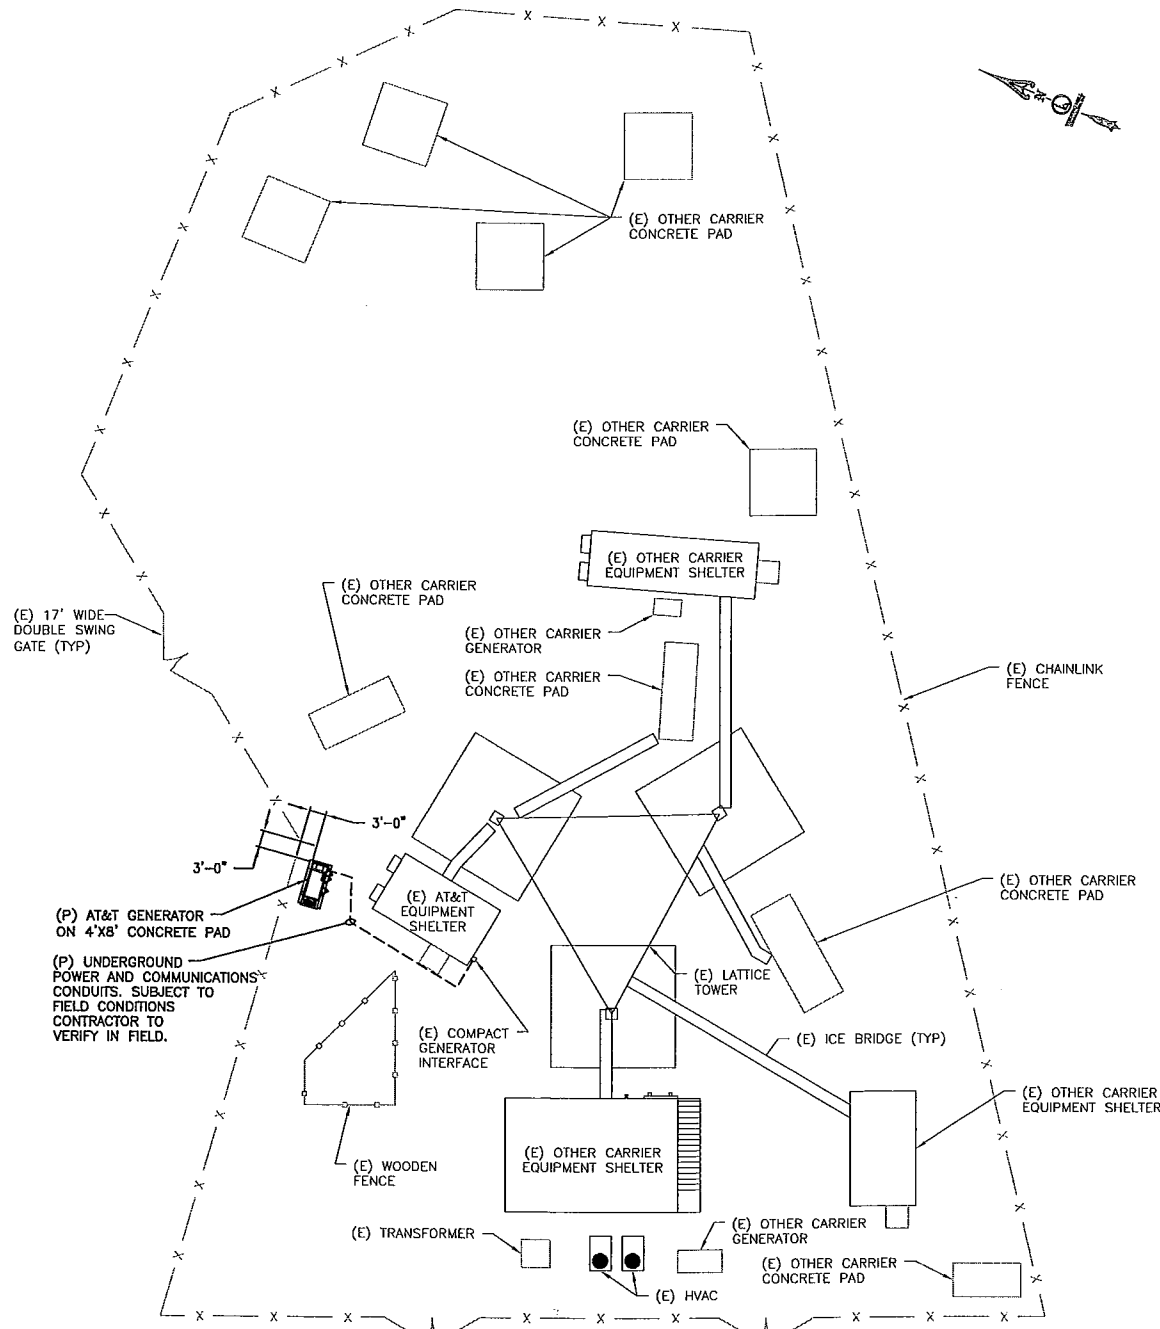 N
(E) OTHER CARRIER
CONCRETE PAD
(E) OTHER CARRIER
CONCRETE PAD
(E) OTHER CARRIER
EQUIPMENT SHELTER
(E) OTHER CARRIER
CONCRETE PAD
(E) 17' WIDE
DOUBLE SWING
GATE (TYP)
(E) OTHER CARRIER
GENERATOR
(E) OTHER CARRIER
CONCRETE PAD
(E) CHAINLINK
FENCE
3'-0"
3'-0"
(E) AT&T
EQUIPMENT
SHELTER
(E) OTHER CARRIER
CONCRETE PAD
(P) AT&T GENERATOR
ON 4'X8' CONCRETE PAD
(P) UNDERGROUND
POWER AND COMMUNICATIONS
CONDUITS. SUBJECT TO
FIELD CONDITIONS
CONTRACTOR TO
VERIFY IN FIELD.
(E) LATTICE
TOWER
(E) COMPACT
GENERATOR
INTERFACE
(E) ICE BRIDGE (TYP)
(E) OTHER CARRIER
EQUIPMENT SHELTER
(E) OTHER CARRIER
EQUIPMENT SHELTER
(E) WOODEN
FENCE
(E) TRANSFORMER
(E) OTHER CARRIER
GENERATOR
(E) OTHER CARRIER
CONCRETE PAD
(E) HVAC